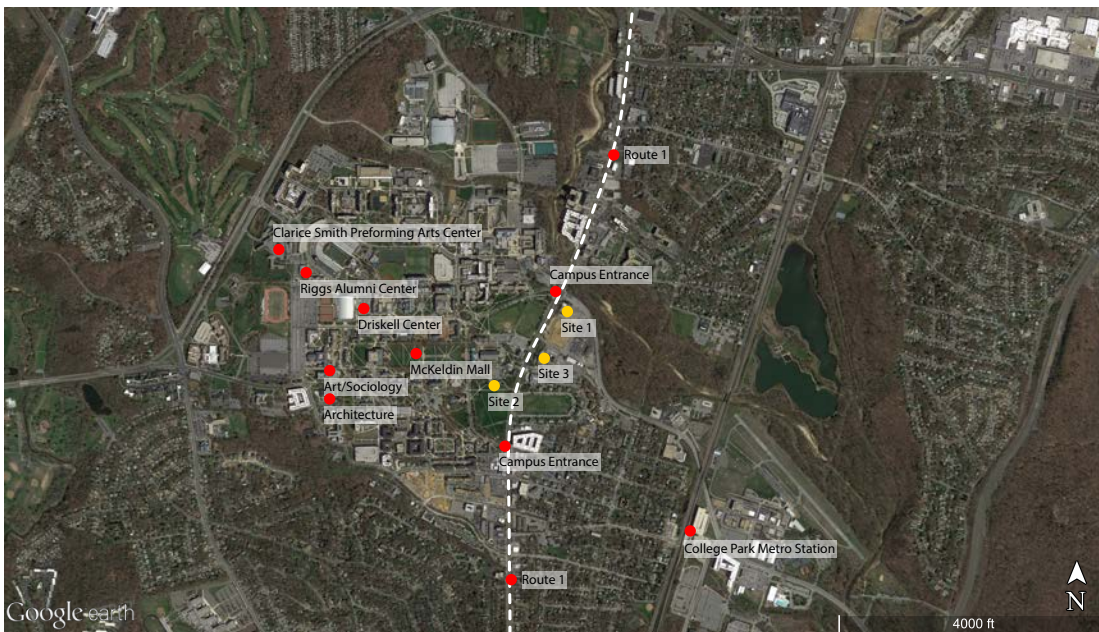 Route 1
Clarice Smith Preforming Arts Center
Campus Entrance
Riggs Alumni Center
Driskell Center
Site 1
McKeldin Mall
Site 3
Art/Sociology
Site 2
Architecture
Campus Entrance
College Park Metro Station
Route 1
N
Google earth
4000 ft